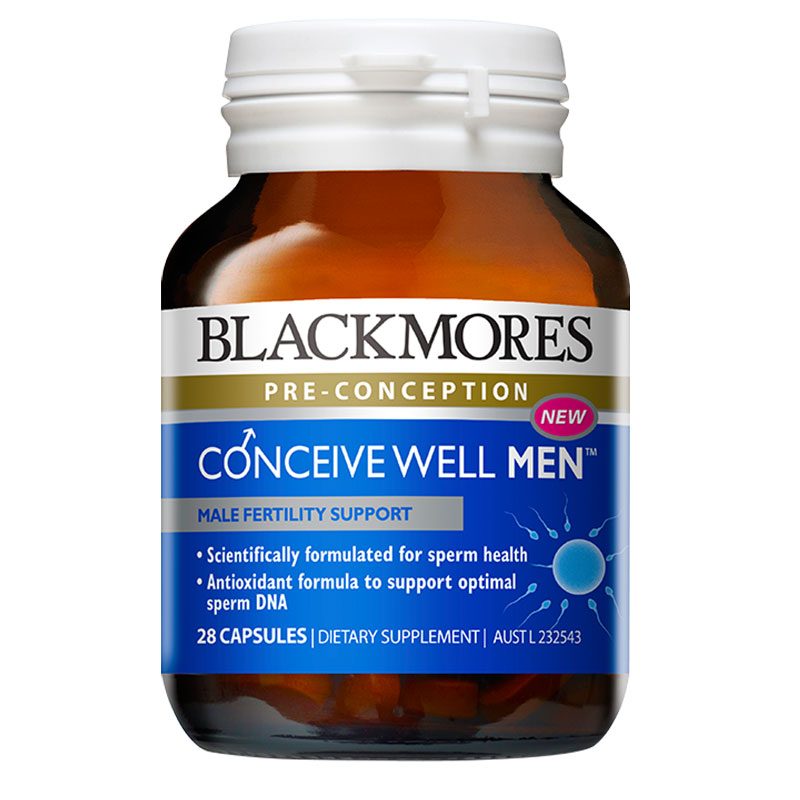 BLACKMORES
PRE-CONCEPTION
NEW
CONCEIVE WELL MEN™
MALE FERTILITY SUPPORT
• Scientifically formulated for sperm health
• Antioxidant formula to support optimal
sperm DNA
28 CAPSULES | DIETARY SUPPLEMENT | AUST L 232543